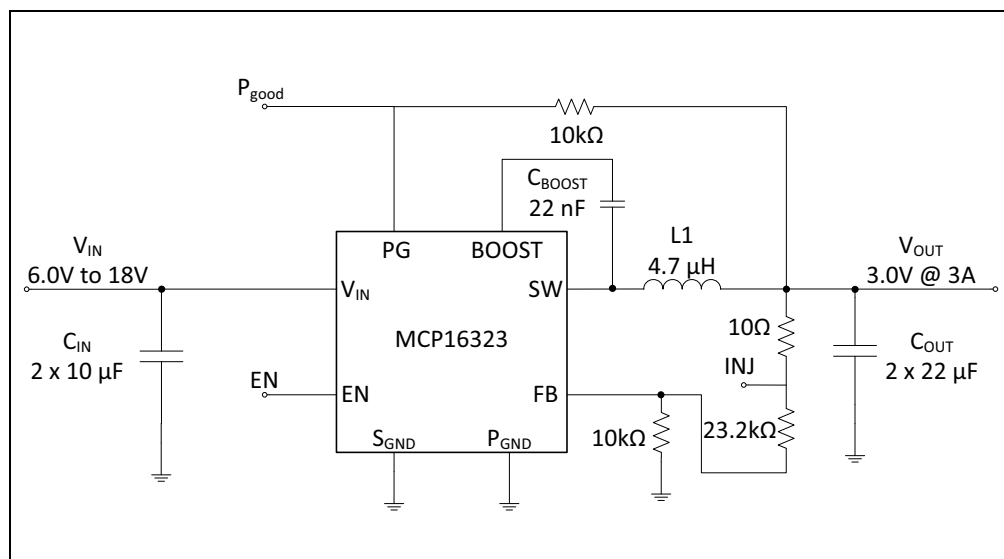 P_good
10kΩ
C_BOOST
22 nF
PG
BOOST
L1
4.7 µH
V_IN
6.0V to 18V
V_OUT
3.0V @ 3A
V_IN
SW
MCP16323
10Ω
C_IN
2 x 10 µF
INJ
C_OUT
2 x 22 µF
EN
EN
FB
10kΩ
23.2kΩ
S_GND
P_GND